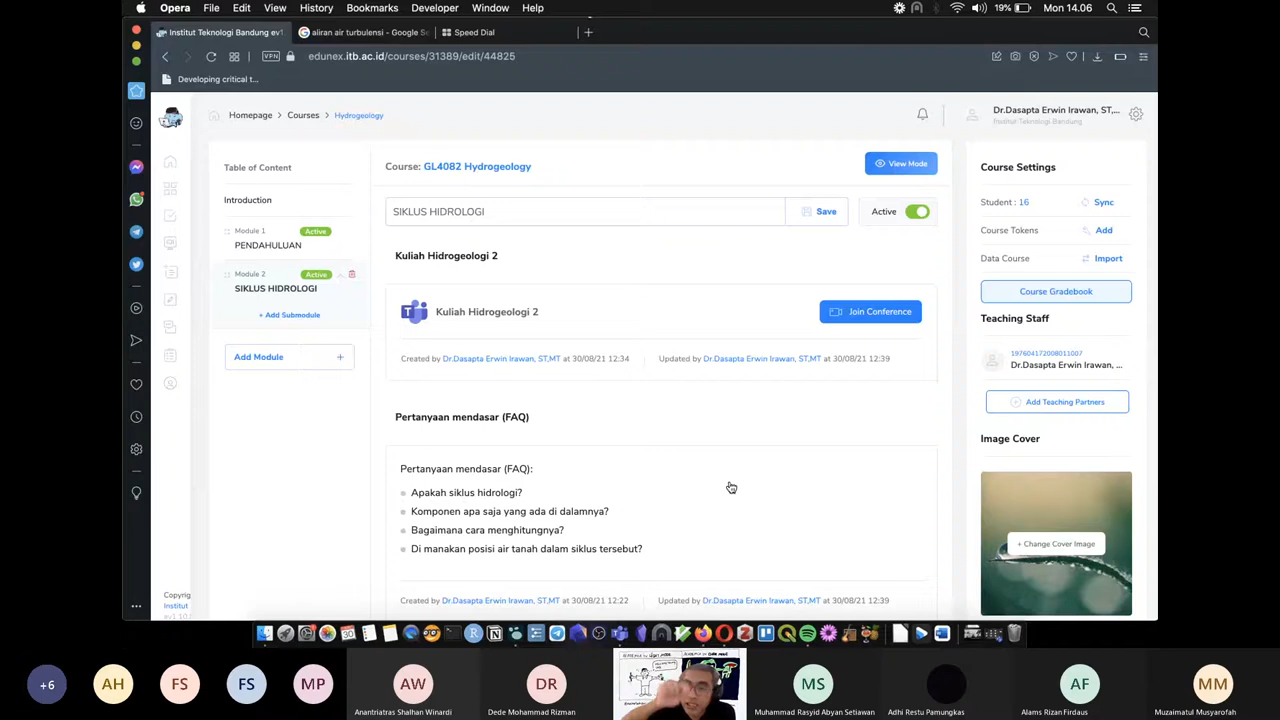 Opera File Edit View History Bookmarks Developer Window Help
19% Mon 14.06
Institut Teknologi Bandung ev1
aliran air turbulensi - Google Se
Speed Dial
VPN edunex.itb.ac.id/courses/31389/edit/44825
Developing critical t...
Homepage > Courses > Hydrogeology
Dr.Dasapta Erwin Irawan, ST,...
Institut Teknologi Bandung
Table of Content
Introduction
Module 1 Active
PENDAHULUAN
Module 2 Active
SIKLUS HIDROLOGI
+ Add Submodule
Add Module +
Course: GL4082 Hydrogeology
View Mode
SIKLUS HIDROLOGI
Save
Active
Kuliah Hidrogeologi 2
Kuliah Hidrogeologi 2
Join Conference
Created by Dr.Dasapta Erwin Irawan, ST,MT at 30/08/21 12:34
Updated by Dr.Dasapta Erwin Irawan, ST,MT at 30/08/21 12:39
Pertanyaan mendasar (FAQ)
Pertanyaan mendasar (FAQ):
Apakah siklus hidrologi?
Komponen apa saja yang ada di dalamnya?
Bagaimana cara menghitungnya?
Di manakan posisi air tanah dalam siklus tersebut?
Created by Dr.Dasapta Erwin Irawan, ST,MT at 30/08/21 12:22
Updated by Dr.Dasapta Erwin Irawan, ST,MT at 30/08/21 12:39
Course Settings
Student : 16
Sync
Course Tokens
Add
Data Course
Import
Course Gradebook
Teaching Staff
197604172008011007
Dr.Dasapta Erwin Irawan, ...
Add Teaching Partners
Image Cover
+ Change Cover Image
Copyrig
Institut
+6
AH
FS
FS
MP
AW
Anantriatras Shalhan Winardi
DR
Dede Mohammad Rizman
MS
Muhammad Rasyid Abyan Setiawan
Adhi Restu Pamungkas
AF
Alams Rizan Firdaus
MM
Muzaimatul Musyarofah